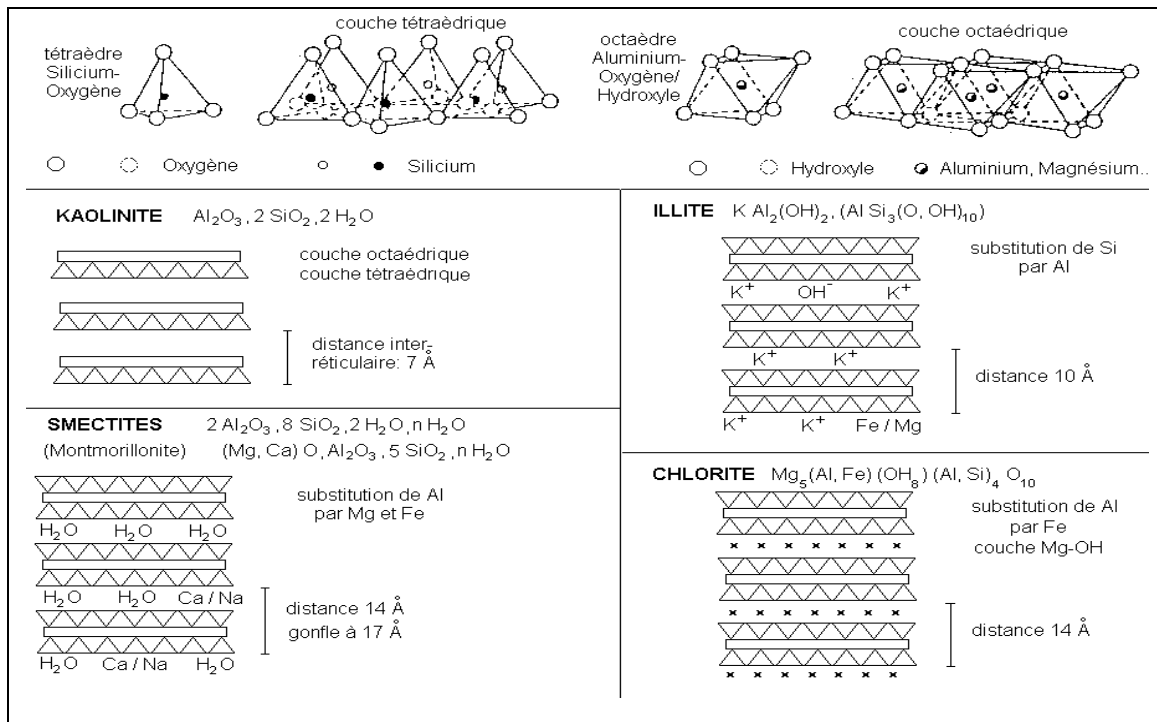 couche tétraèdrique
tétraèdre
Silicium-
Oxygène
octaèdre
Aluminium-
Oxygène/
Hydroxyle
couche octaédrique
Oxygène
Silicium
Hydroxyle
Aluminium, Magnésium..
KAOLINITE Al₂O₃, 2 SiO₂, 2 H₂O
couche octaédrique
couche tétraèdrique
distance inter-
réticulaire: 7 Å
ILLITE K Al₂(OH)₂, (Al Si₃(O, OH)₁₀)
substitution de Si
par Al
K⁺ OH⁻ K⁺
K⁺ K⁺
distance 10 Å
K⁺ K⁺ Fe / Mg
SMECTITES 2 Al₂O₃, 8 SiO₂, 2 H₂O, n H₂O
(Montmorillonite) (Mg, Ca) O, Al₂O₃, 5 SiO₂, n H₂O
substitution de Al
par Mg et Fe
H₂O H₂O H₂O
H₂O H₂O Ca / Na
distance 14 Å
gonfle à 17 Å
H₂O Ca / Na H₂O
CHLORITE Mg₅(Al, Fe) (OH₈) (Al, Si)₄ O₁₀
substitution de Al
par Fe
couche Mg-OH
distance 14 Å